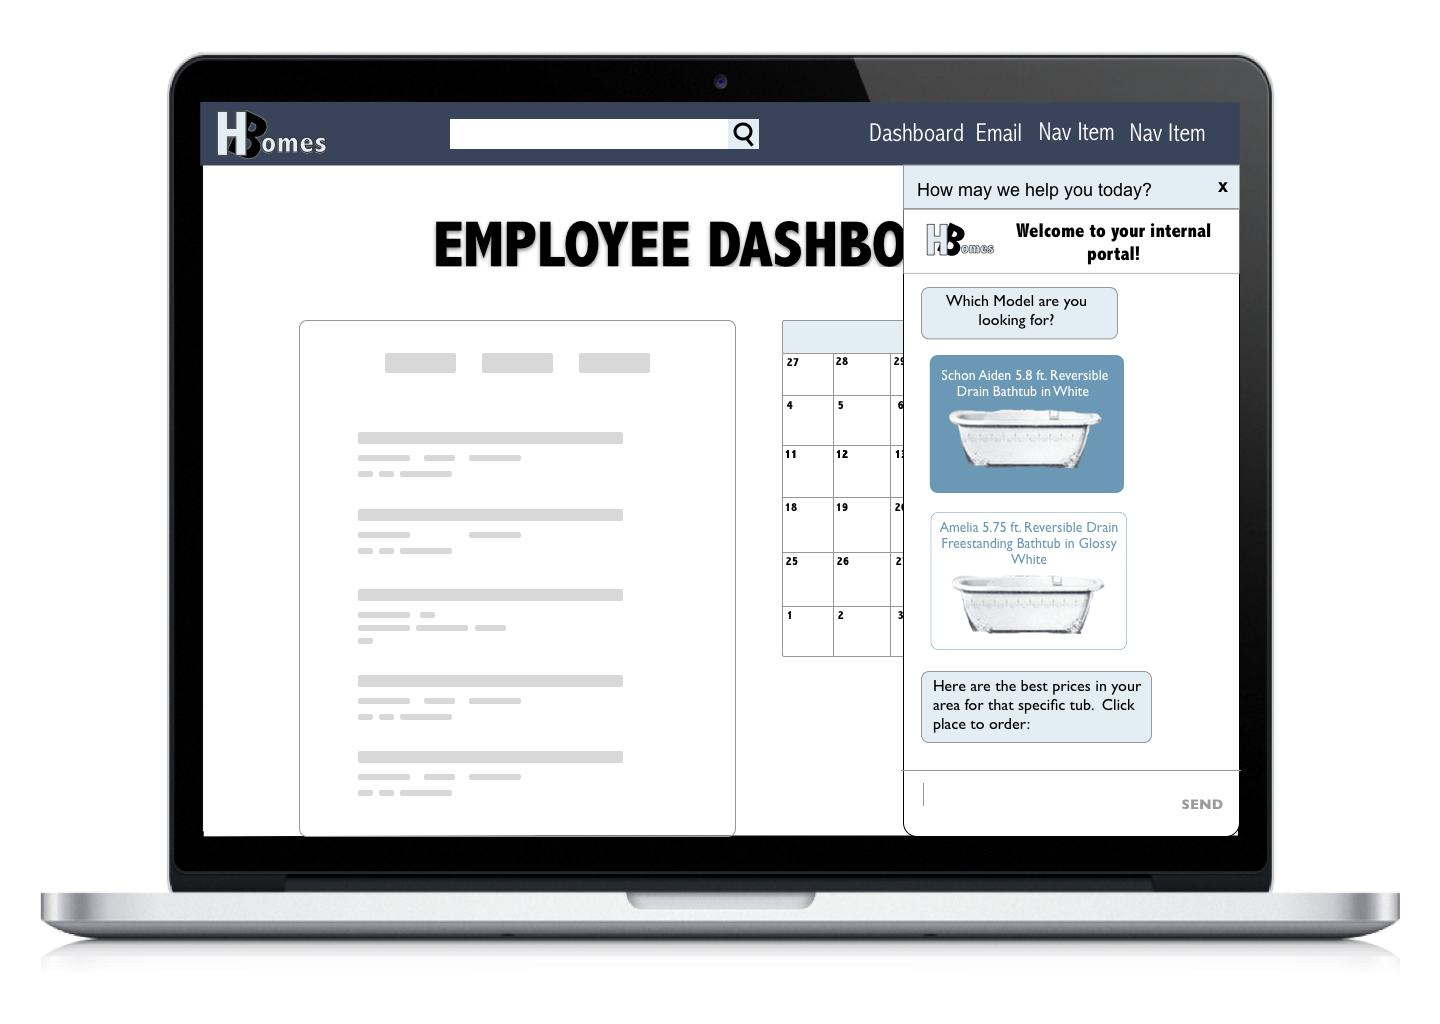 HBomes
Dashboard Email Nav Item Nav Item
How may we help you today? x
EMPLOYEE DASHBO
HBomes
Welcome to your internal
portal!
Which Model are you
looking for?
Schon Aiden 5.8 ft. Reversible
Drain Bathtub in White
Amelia 5.75 ft. Reversible Drain
Freestanding Bathtub in Glossy
White
Here are the best prices in your
area for that specific tub. Click
place to order:
SEND
27 28 29
4 5 6
11 12 13
18 19 20
25 26 27
1 2 3